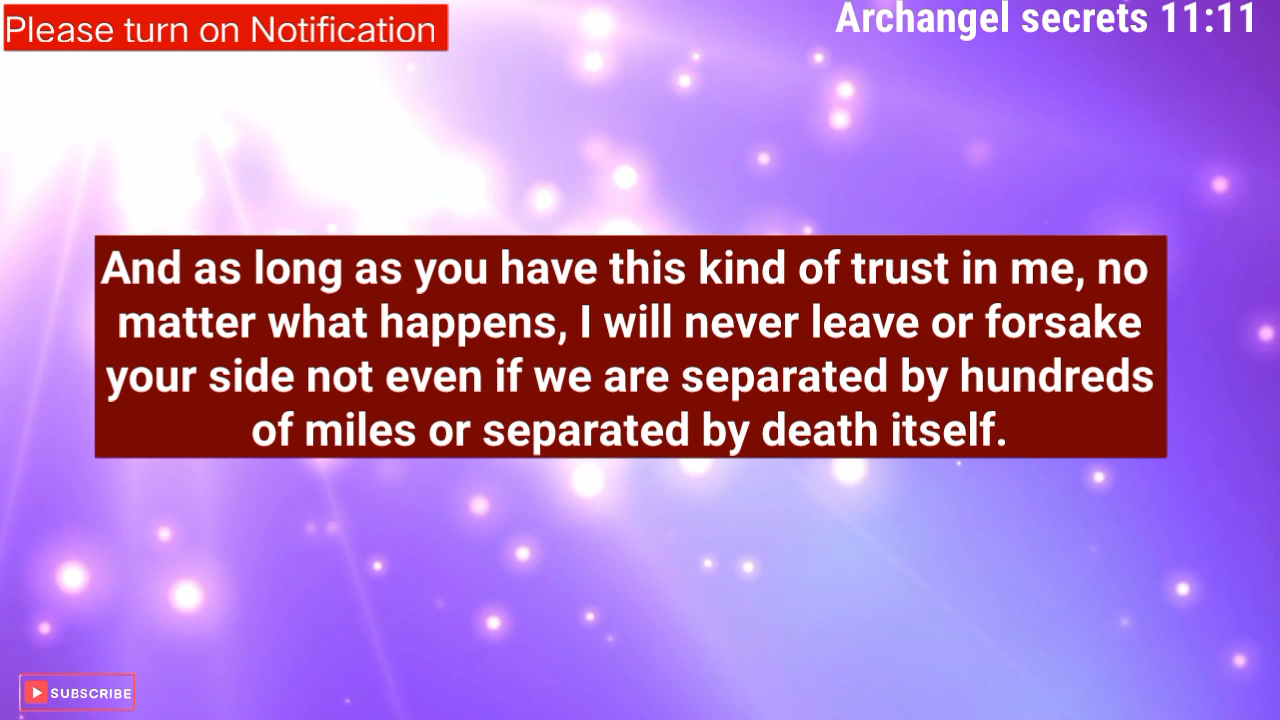 Please turn on Notification
Archangel secrets 11:11
And as long as you have this kind of trust in me, no
matter what happens, I will never leave or forsake
your side not even if we are separated by hundreds
of miles or separated by death itself.
SUBSCRIBE